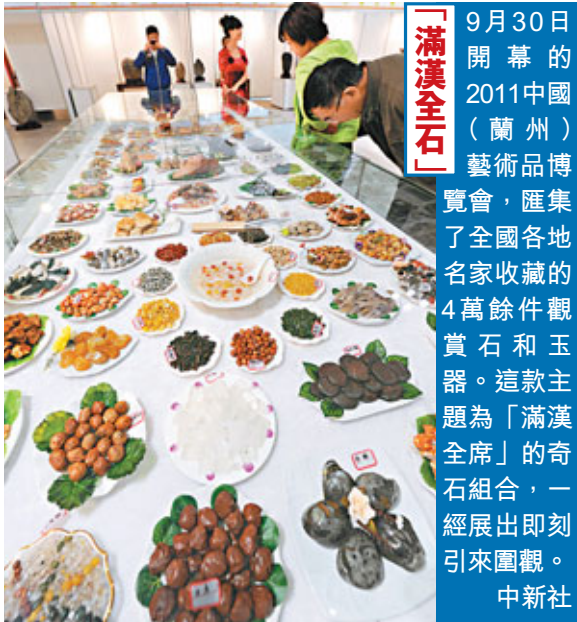 「滿漢全石」
9月30日
開幕的
2011中國
（蘭州）
藝術品博
覽會，匯集
了全國各地
名家收藏的
4萬餘件觀
賞石和玉
器。這款主
題為「滿漢
全席」的奇
石組合，一
經展出即刻
引來圍觀。
中新社